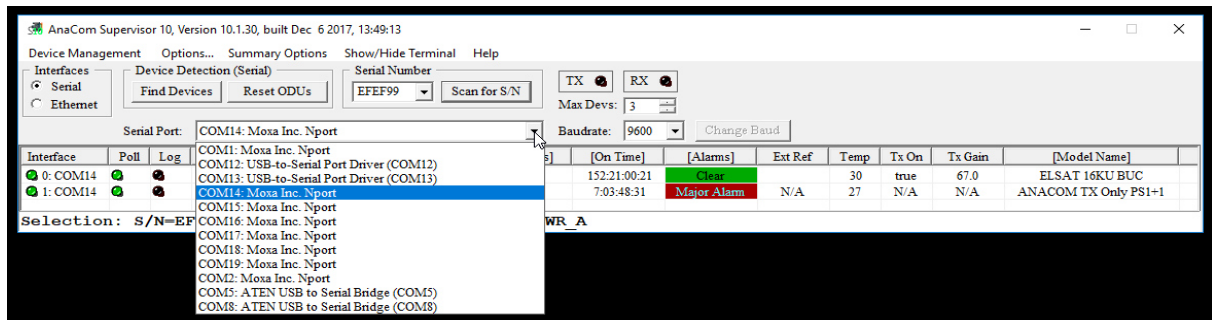 AnaCom Supervisor 10, Version 10.1.30, built Dec 6 2017, 13:49:13
Device Management Options... Summary Options Show/Hide Terminal Help
Interfaces Device Detection (Serial) Serial Number
Serial Find Devices Reset ODUs EFEF99 Scan for S/N TX RX
Ethernet Max Devs: 3
Serial Port: COM14: Moxa Inc. Nport Baudrate: 9600 Change Baud
Interface Poll Log ] [On Time] [Alarms] Ext Ref Temp Tx On Tx Gain [Model Name]
0: COM14 152:21:00:21 Clear 30 true 67.0 ELSAT 16KU BUC
1: COM14 7:03:48:31 Major Alarm N/A 27 N/A N/A ANACOM TX Only PS1+1
Selection: S/N=EF WR_A
COM1: Moxa Inc. Nport
COM12: USB-to-Serial Port Driver (COM12)
COM13: USB-to-Serial Port Driver (COM13)
COM14: Moxa Inc. Nport
COM15: Moxa Inc. Nport
COM16: Moxa Inc. Nport
COM17: Moxa Inc. Nport
COM18: Moxa Inc. Nport
COM19: Moxa Inc. Nport
COM2: Moxa Inc. Nport
COM5: ATEN USB to Serial Bridge (COM5)
COM8: ATEN USB to Serial Bridge (COM8)